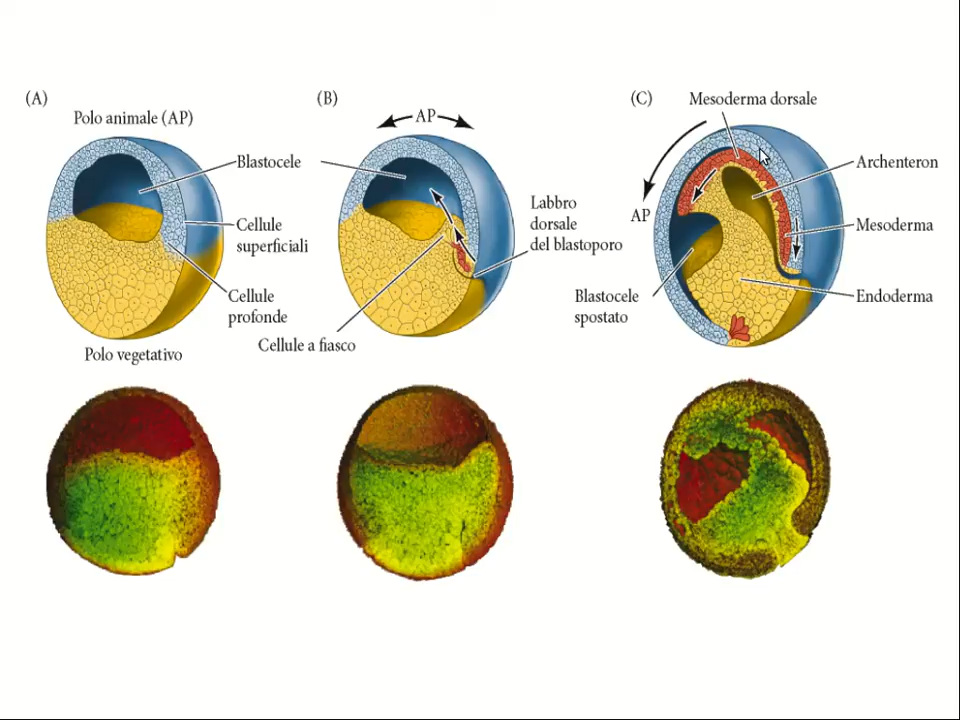 (A)
Polo animale (AP)
Blastocele
Cellule
superficiali
Cellule
profonde
Polo vegetativo
(B)
AP
Labbro
dorsale
del blastoporo
Cellule a fiasco
(C)
Mesoderma dorsale
AP
Archenteron
Mesoderma
Endoderma
Blastocele
spostato